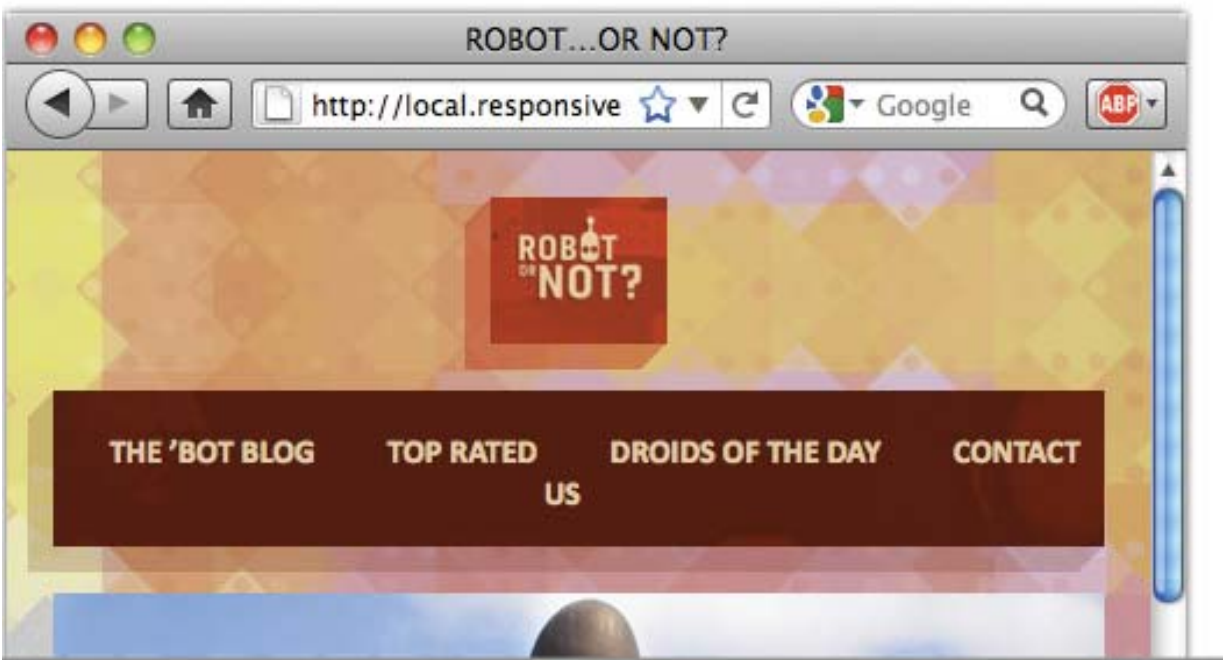 ROBOT...OR NOT?
http://local.responsive
Google
ABP
ROBOT
OR NOT?
THE ’BOT BLOG TOP RATED DROIDS OF THE DAY CONTACT
US